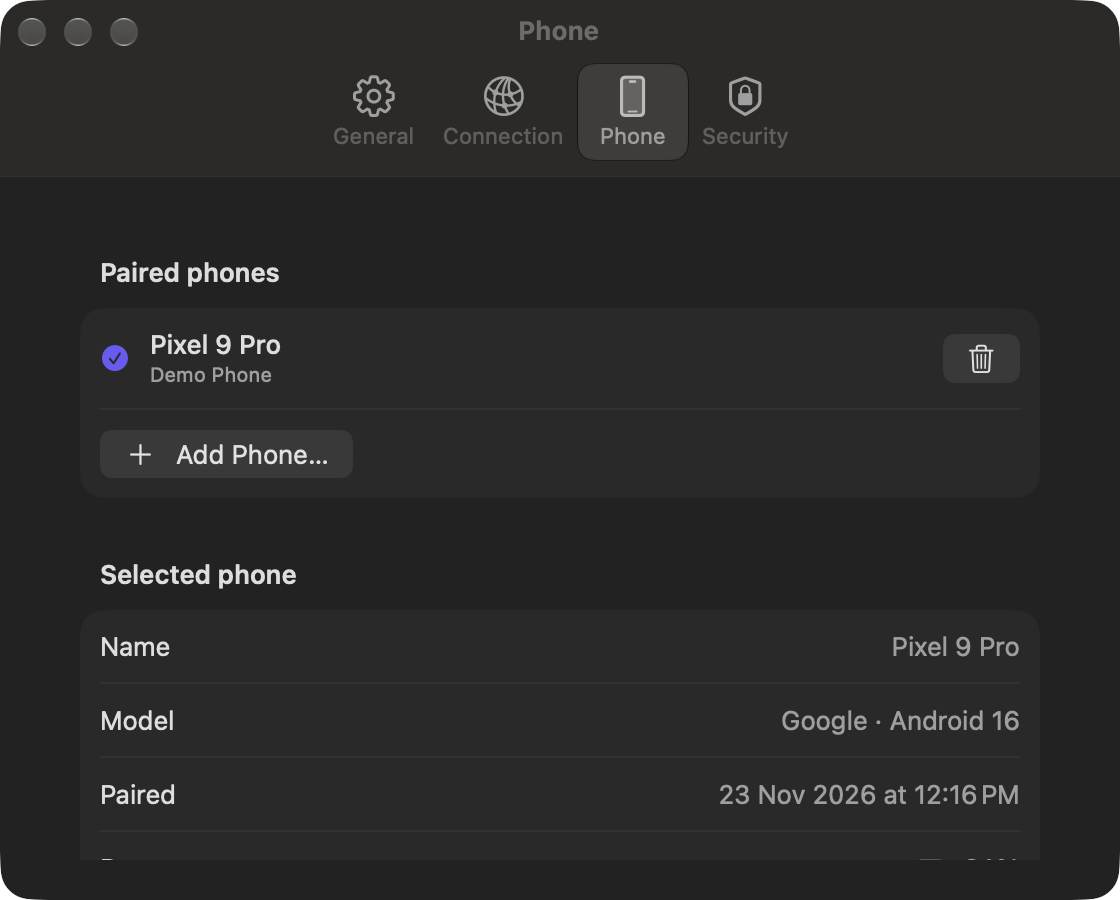 Phone
General
Connection
Phone
Security
Paired phones
Pixel 9 Pro
Demo Phone
Add Phone...
Selected phone
Name
Pixel 9 Pro
Model
Google · Android 16
Paired
23 Nov 2026 at 12:16 PM